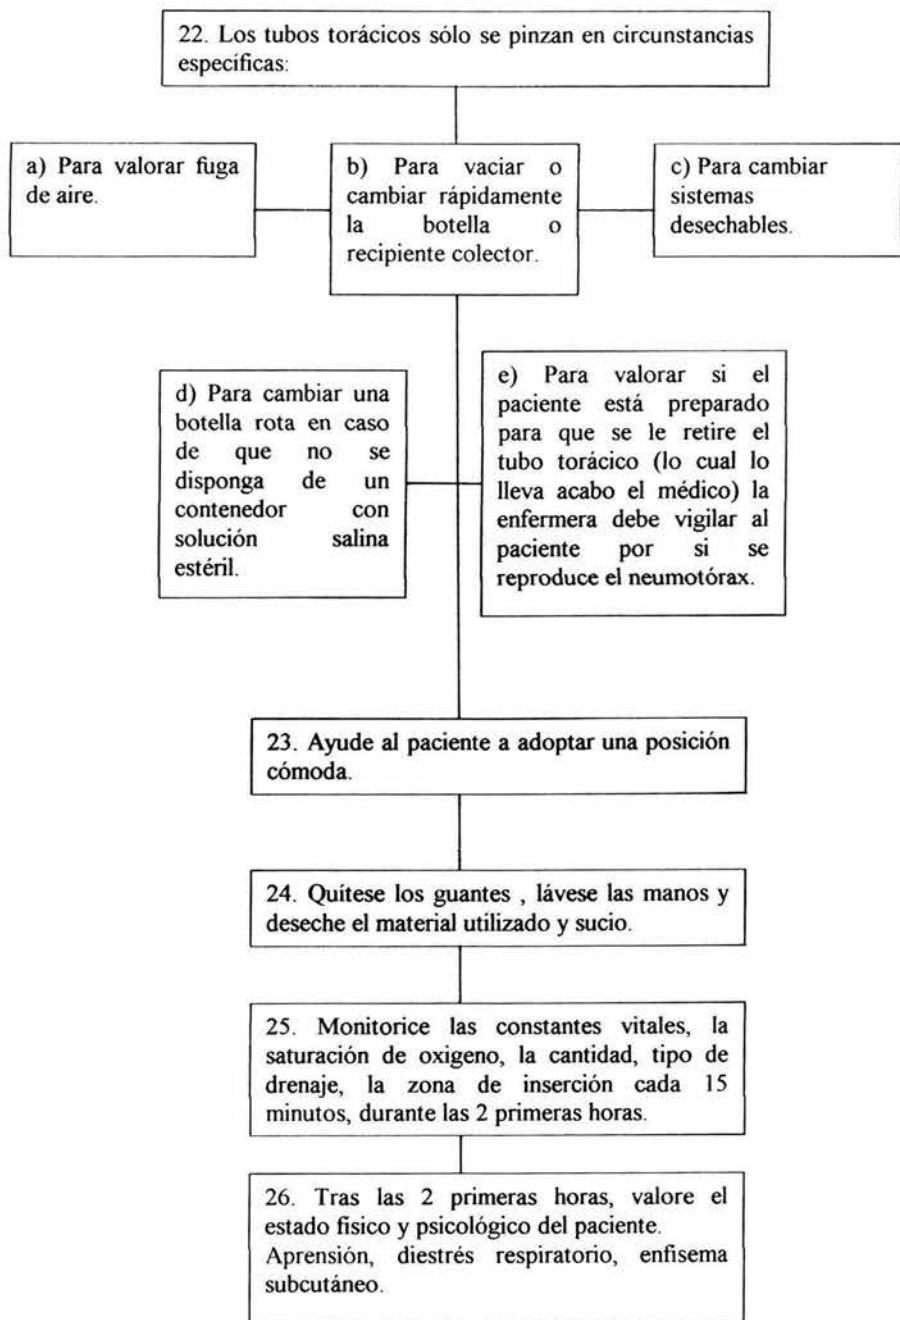 22. Los tubos torácicos sólo se pinzan en circunstancias
específicas:
a) Para valorar fuga
de aire.
b) Para vaciar o
cambiar rápidamente
la botella o
recipiente colector.
c) Para cambiar
sistemas
desechables.
d) Para cambiar una
botella rota en caso
de que no se
disponga de un
contenedor con
solución salina
estéril.
e) Para valorar si el
paciente está preparado
para que se le retire el
tubo torácico (lo cual lo
lleva acabo el médico) la
enfermera debe vigilar al
paciente por si se
reproduce el neumotórax.
23. Ayude al paciente a adoptar una posición
cómoda.
24. Quítese los guantes , lávese las manos y
deseche el material utilizado y sucio.
25. Monitorice las constantes vitales, la
saturación de oxigeno, la cantidad, tipo de
drenaje, la zona de inserción cada 15
minutos, durante las 2 primeras horas.
26. Tras las 2 primeras horas, valore el
estado fisico y psicológico del paciente.
Aprensión, diestrés respiratorio, enfisema
subcutáneo.